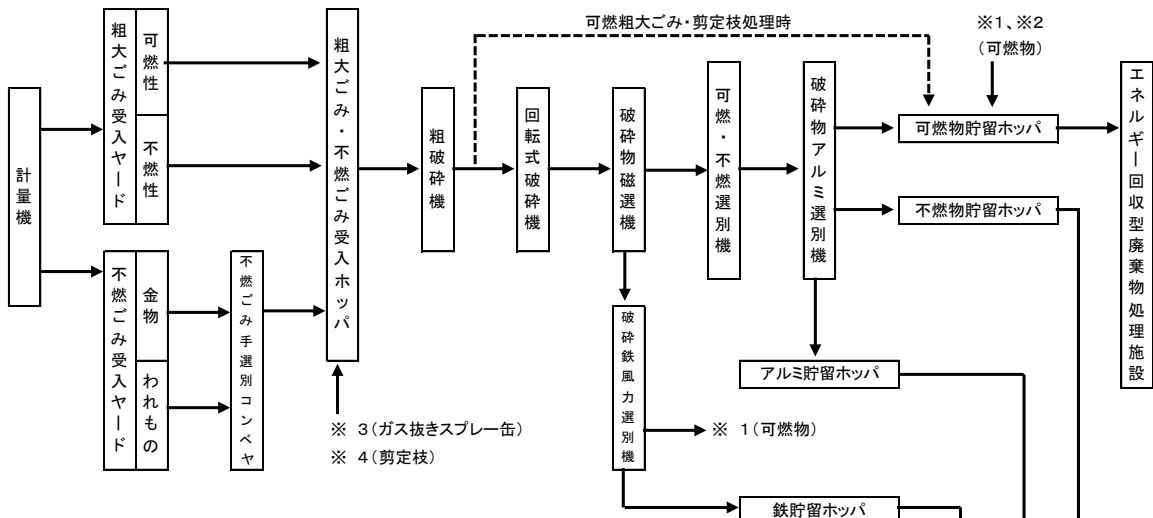 計量機
粗大ごみ受入ヤード
可燃性
不燃性
不燃ごみ受入ヤード
金物
われもの
不燃ごみ手選別コンベヤ
粗大ごみ・不燃ごみ受入ホッパ
※ 3(ガス抜きスプレー缶)
※ 4(剪定枝)
粗破砕機
可燃粗大ごみ・剪定枝処理時
回転式破砕機
破砕物磁選機
破砕鉄風力選別機
※ 1(可燃物)
可燃・不燃選別機
破砕物アルミ選別機
※1、※2
(可燃物)
可燃物貯留ホッパ
不燃物貯留ホッパ
アルミ貯留ホッパ
鉄貯留ホッパ
エネルギー回収型廃棄物処理施設